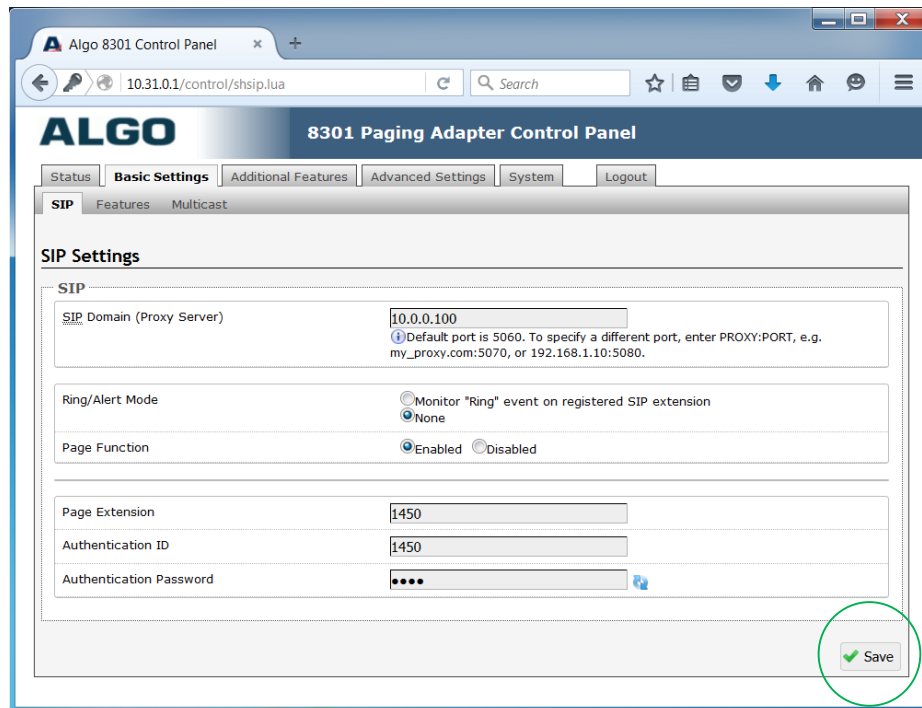 Algo 8301 Control Panel
10.31.0.1/control/shsip.lua
Search
ALGO
8301 Paging Adapter Control Panel
Status Basic Settings Additional Features Advanced Settings System Logout
SIP Features Multicast
SIP Settings
SIP
SIP Domain (Proxy Server) 10.0.0.100
Default port is 5060. To specify a different port, enter PROXY:PORT, e.g.
my_proxy.com:5070, or 192.168.1.10:5080.
Ring/Alert Mode Monitor "Ring" event on registered SIP extension
None
Page Function Enabled Disabled
Page Extension 1450
Authentication ID 1450
Authentication Password ••••
Save